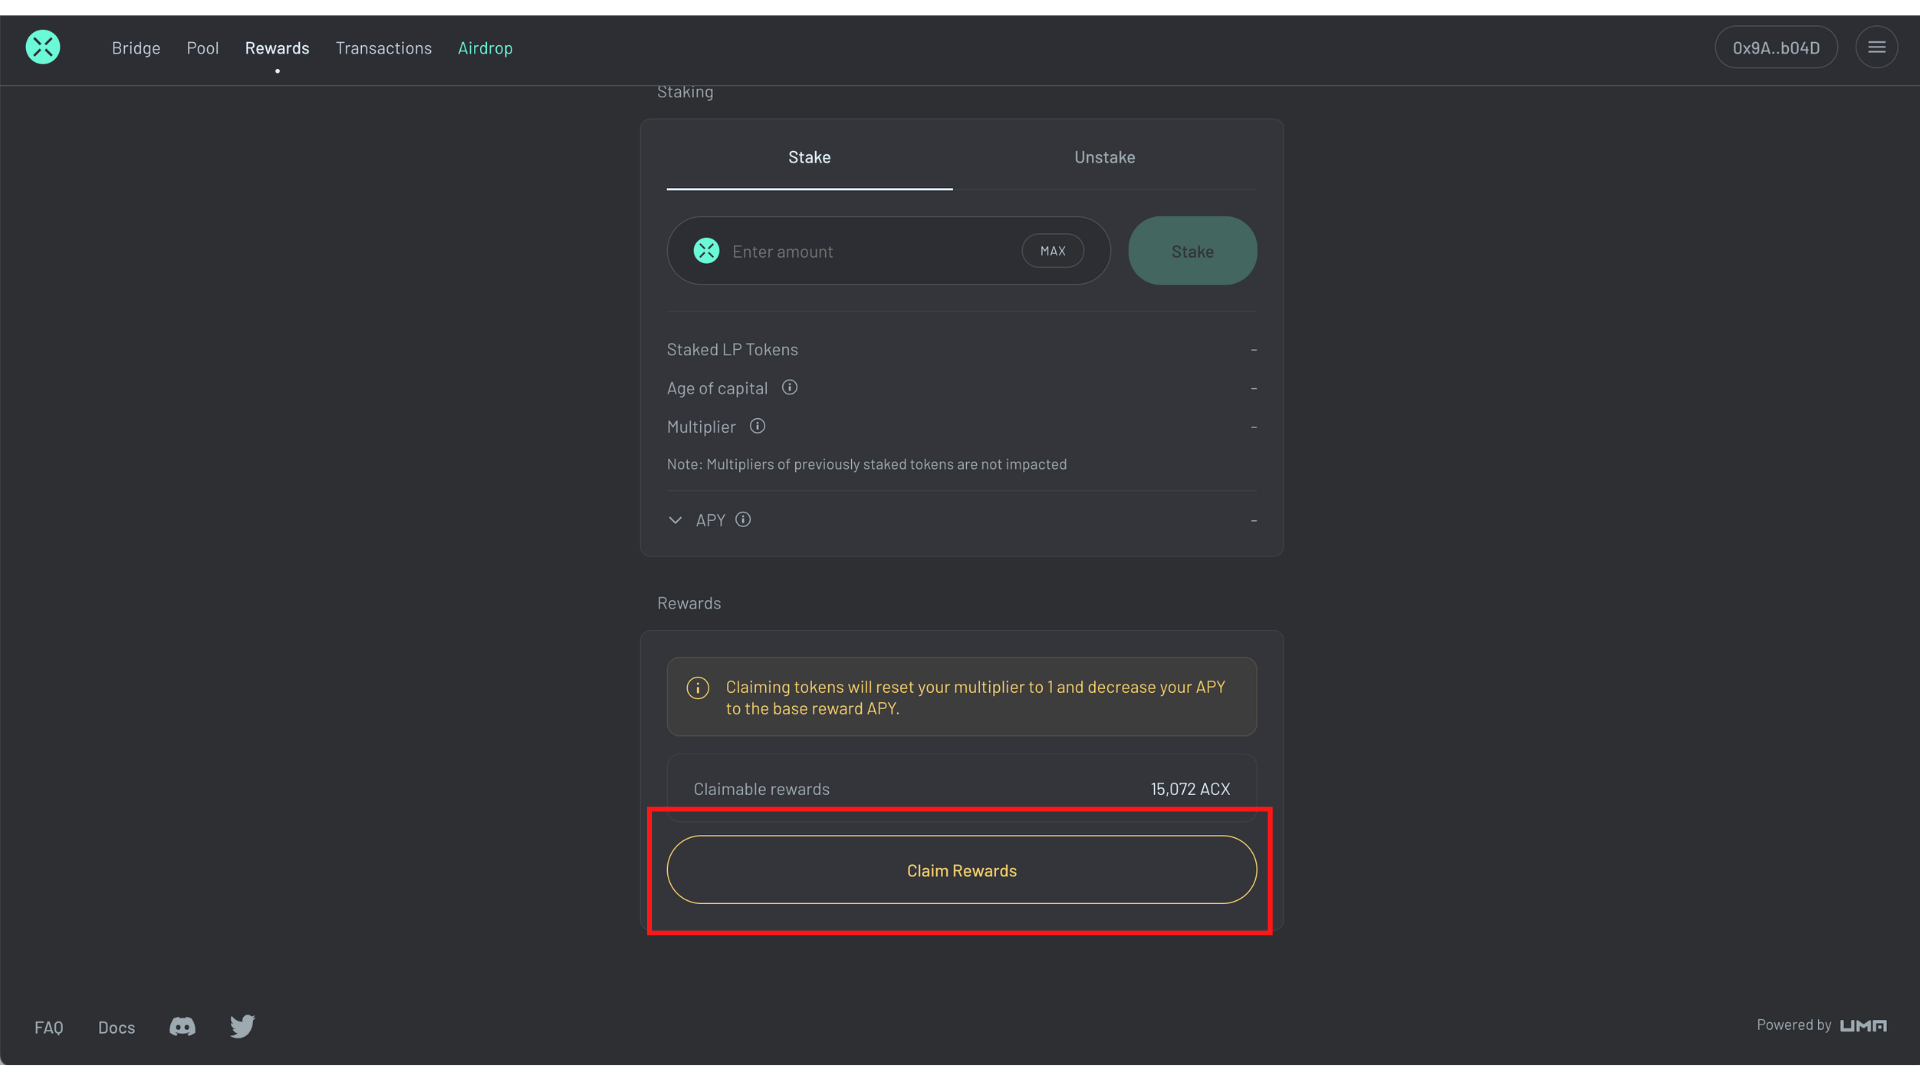 Bridge Pool Rewards Transactions Airdrop 0x9A..b04D
Staking
Stake Unstake
Enter amount MAX Stake
Staked LP Tokens -
Age of capital -
Multiplier -
Note: Multipliers of previously staked tokens are not impacted
APY -
Rewards
Claiming tokens will reset your multiplier to 1 and decrease your APY
to the base reward APY.
Claimable rewards 15,072 ACX
Claim Rewards
FAQ Docs Powered by UMA